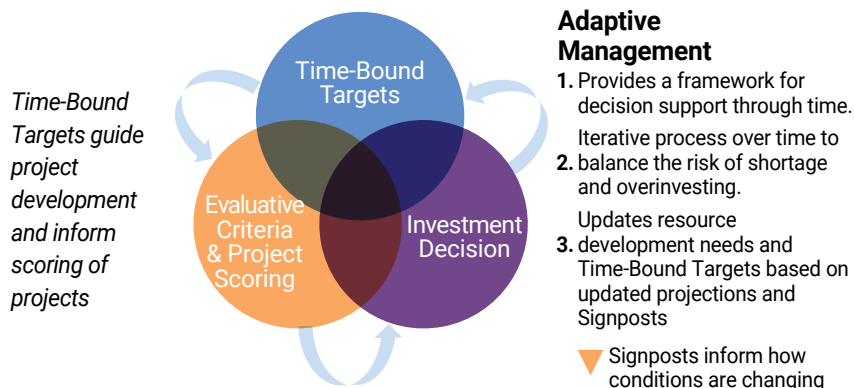 Time-Bound
Targets guide
project
development
and inform
scoring of
projects
Time-Bound
Targets
Evaluative
Criteria
& Project
Scoring
Investment
Decision
Adaptive
Management
1. Provides a framework for
decision support through time.
Iterative process over time to
2. balance the risk of shortage
and overinvesting.
Updates resource
3. development needs and
Time-Bound Targets based on
updated projections and
Signposts
Signposts inform how
conditions are changing